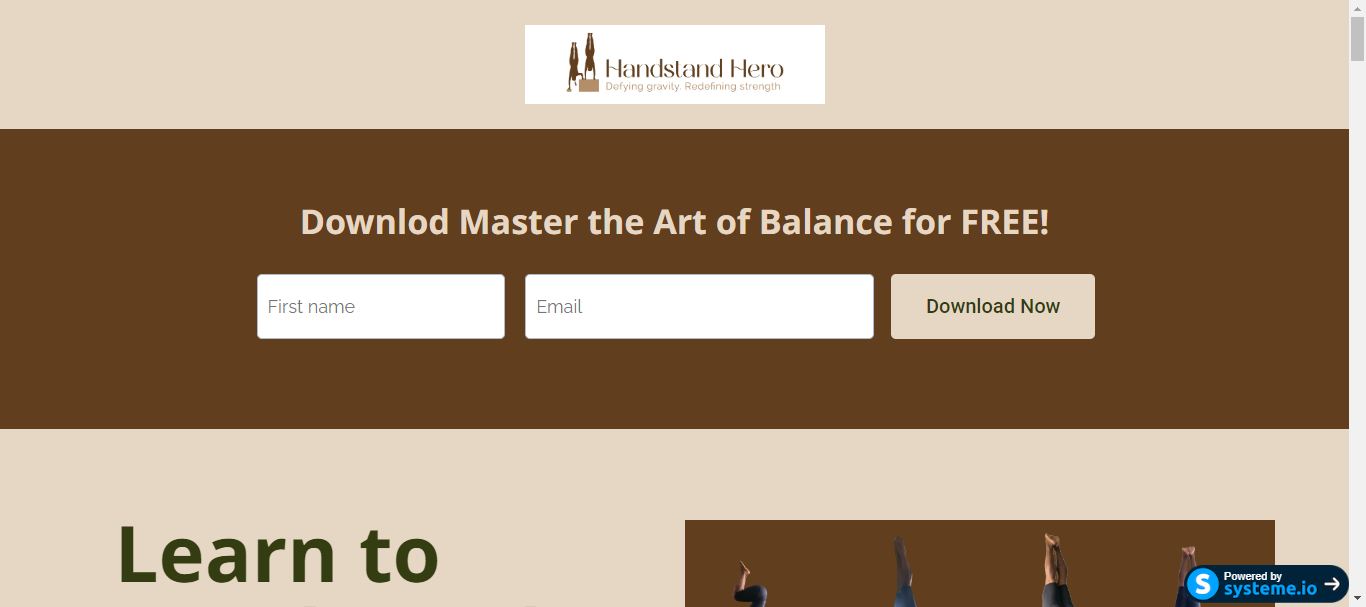 Handstand Hero
Defying gravity. Redefining strength
Downlod Master the Art of Balance for FREE!
First name
Email
Download Now
Learn to
Powered by
systeme.io